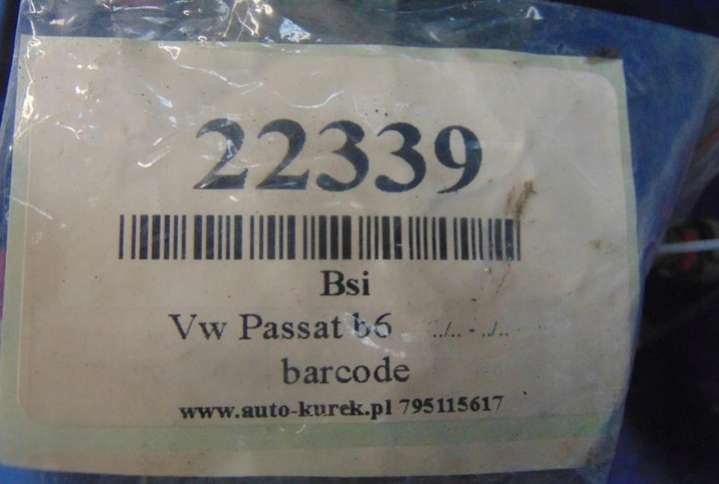 22339
Bsi
Vw Passat b6 ../.. - ../..
barcode
www.auto-kurek.pl 795115617